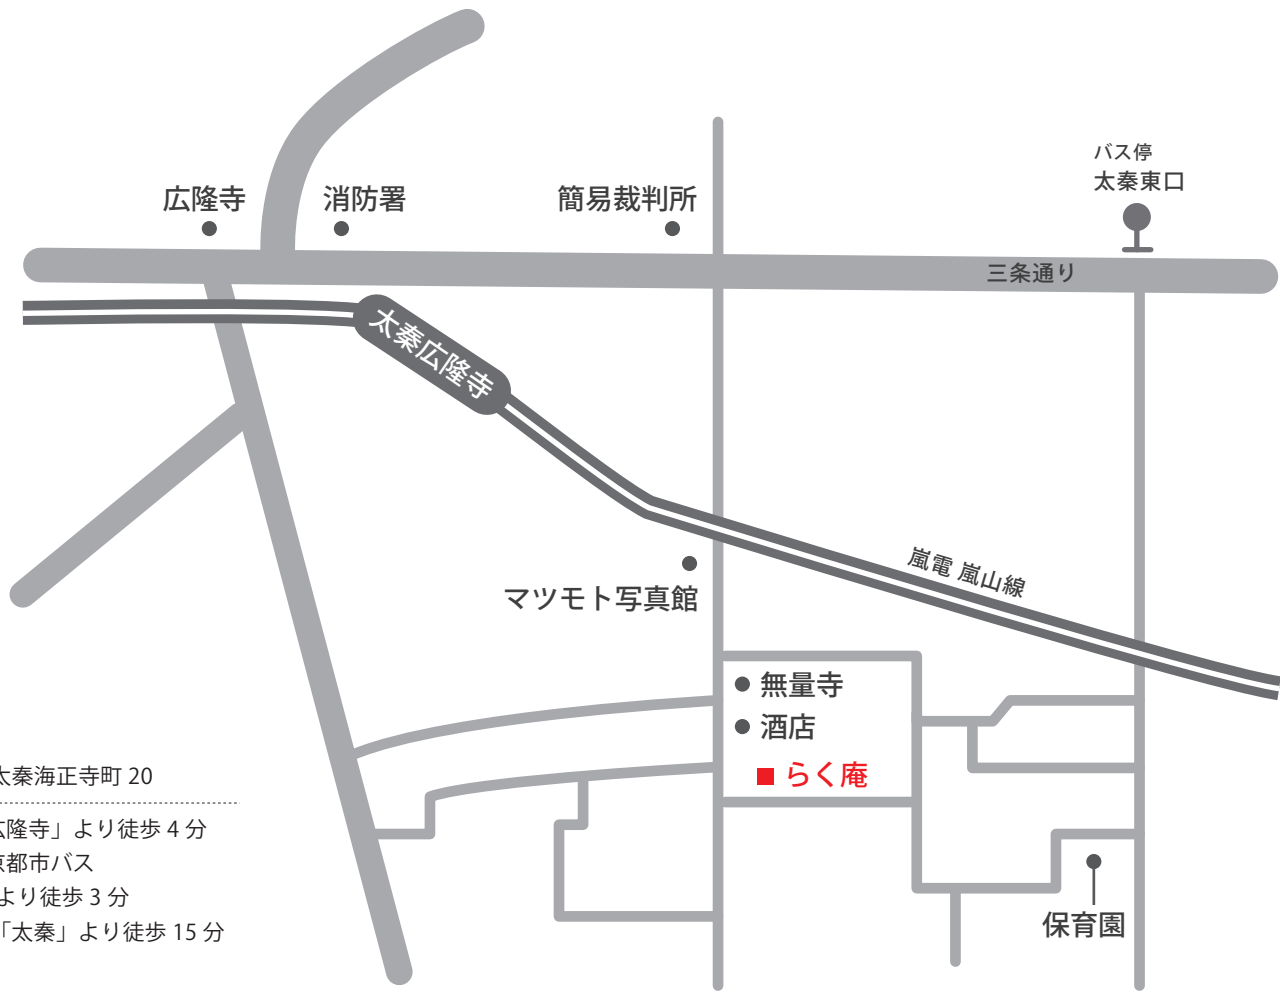 バス停
太秦東口
広隆寺
消防署
簡易裁判所
三条通り
太秦広隆寺
嵐電 嵐山線
マツモト写真館
無量寺
酒店
らく庵
保育園
太秦海正寺町 20
広隆寺」より徒歩 4 分
京都市バス
より徒歩 3 分
「太秦」より徒歩 15 分